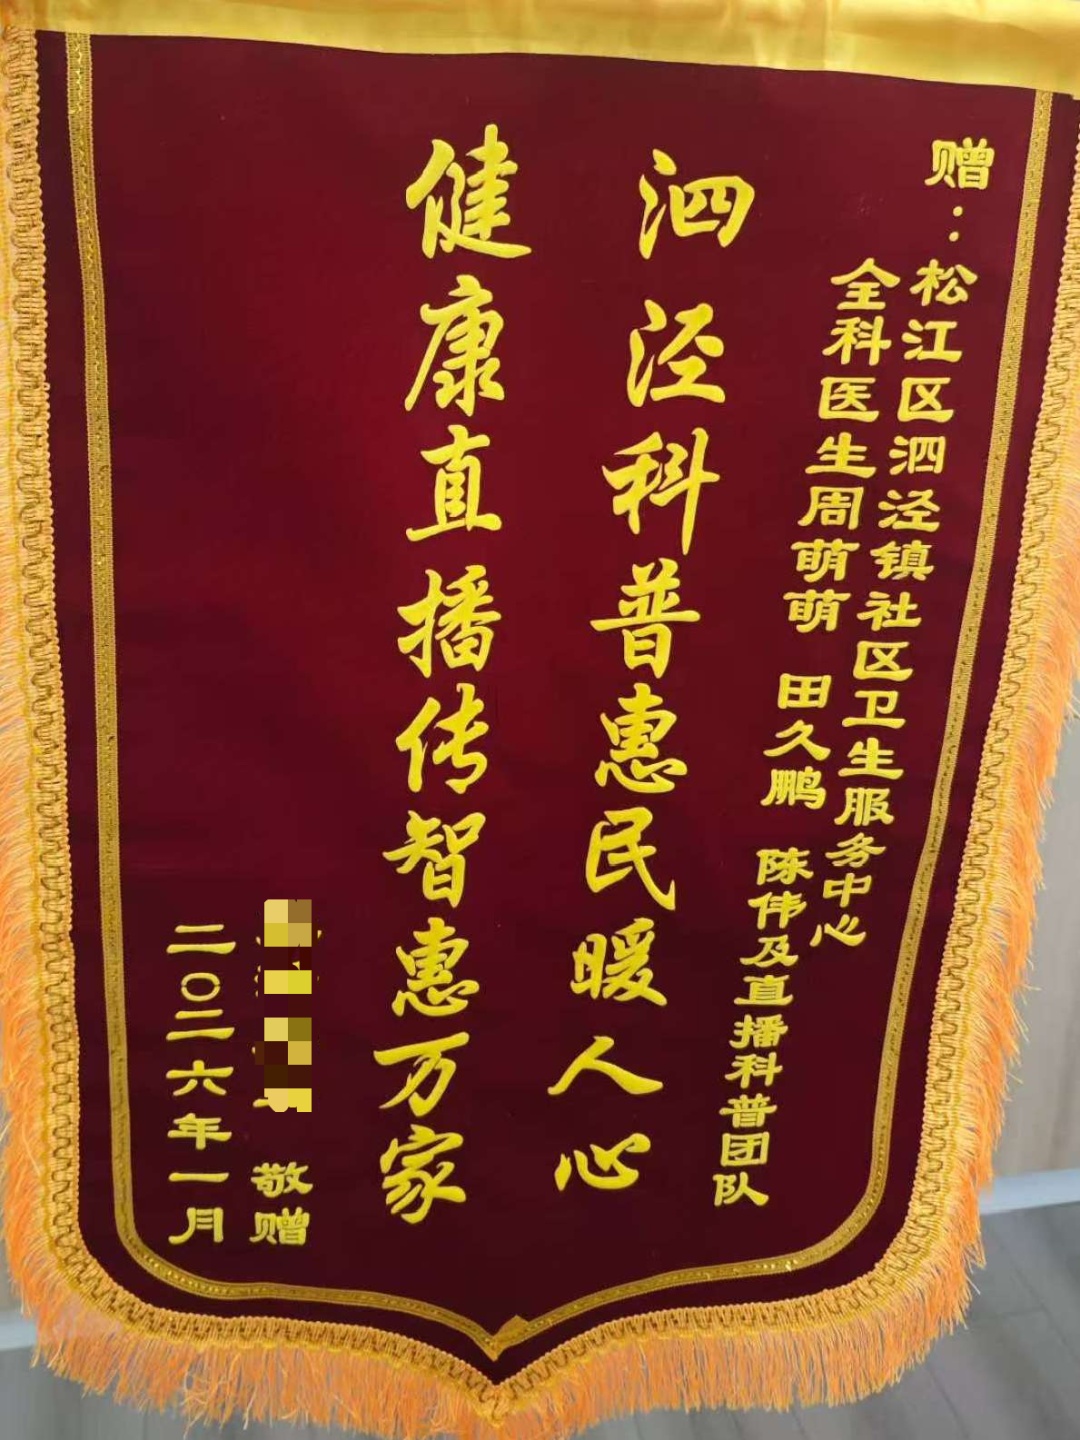 赠：松江区泗泾镇社区卫生服务中心
全科医生周萌萌 田久鹏 陈伟及直播科普团队
泗泾科普惠民暖人心
健康直播传智惠万家
敬赠
二〇二六年一月